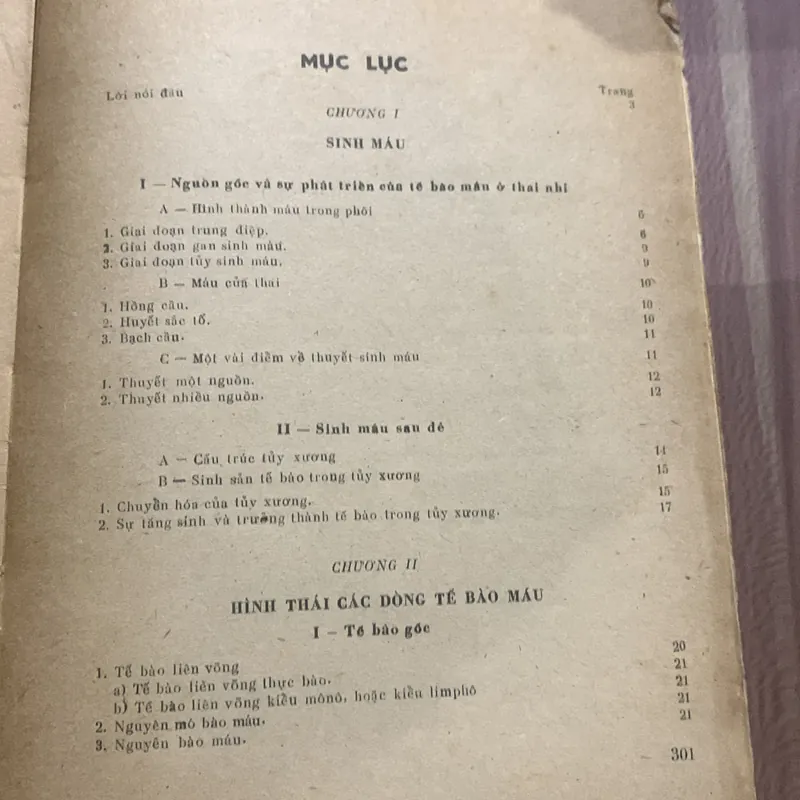 MỤC LỤC
Trang
Lời nói đầu 3
CHƯƠNG I
SINH MÁU
I — Nguồn gốc và sự phát triển của tế bào máu ở thai nhi
A — Hình thành máu trong phôi 6
1. Giai đoạn trung diệp. 6
2. Giai đoạn gan sinh máu. 9
3. Giai đoạn tủy sinh máu. 9
B — Máu của thai 10
1. Hồng cầu. 10
2. Huyết sắc tố. 10
3. Bạch cầu. 11
C — Một vài điểm về thuyết sinh máu 11
1. Thuyết một nguồn. 12
2. Thuyết nhiều nguồn. 12
II — Sinh máu sau đẻ
A — Cấu trúc tủy xương 14
B — Sinh sản tế bào trong tủy xương 15
1. Chuyển hóa của tủy xương. 15
2. Sự tăng sinh và trưởng thành tế bào trong tủy xương. 17
CHƯƠNG II
HÌNH THÁI CÁC DÒNG TẾ BÀO MÁU
I — Tế bào gốc 20
1. Tế bào liên võng 21
a) Tế bào liên võng thực bào. 21
b) Tế bào liên võng kiểu mônô, hoặc kiểu limphô 21
2. Nguyên mô bào máu. 21
3. Nguyên bào máu.
301